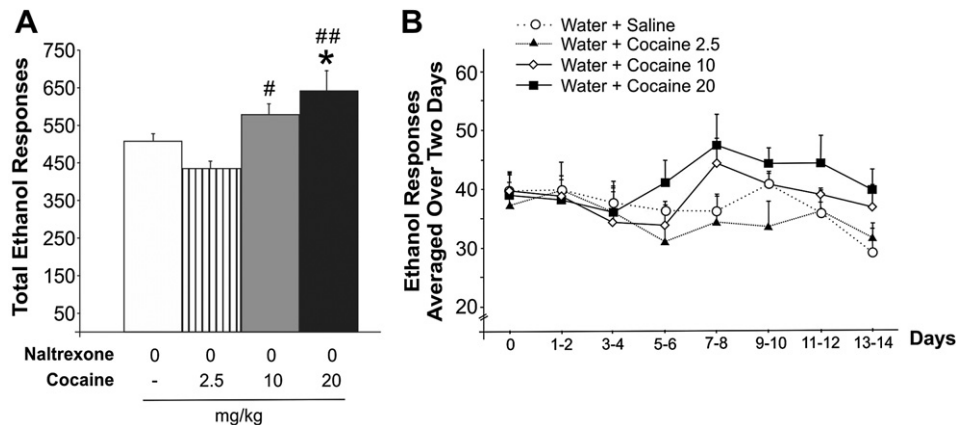 A
Total Ethanol Responses
750
650
550
450
350
250
150
50
#
##
*
Naltrexone 0 0 0 0
Cocaine - 2.5 10 20
mg/kg
B
Water + Saline
Water + Cocaine 2.5
Water + Cocaine 10
Water + Cocaine 20
Ethanol Responses
Averaged Over Two Days
60
50
40
30
20
0 1-2 3-4 5-6 7-8 9-10 11-12 13-14 Days